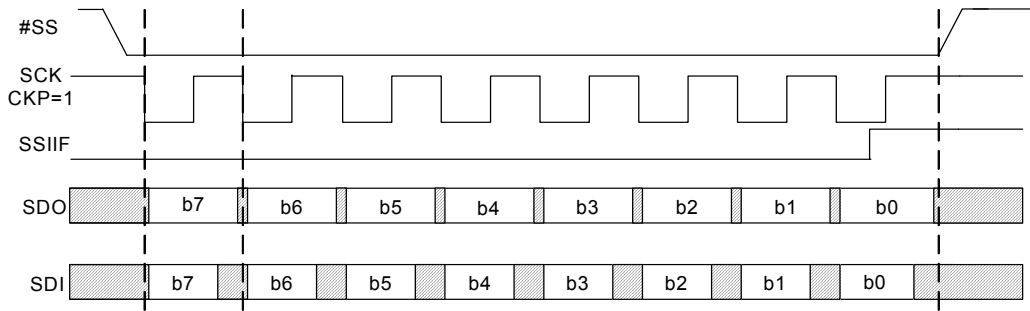 #SS
SCK
CKP=1
SSIIF
SDO b7 b6 b5 b4 b3 b2 b1 b0
SDI b7 b6 b5 b4 b3 b2 b1 b0